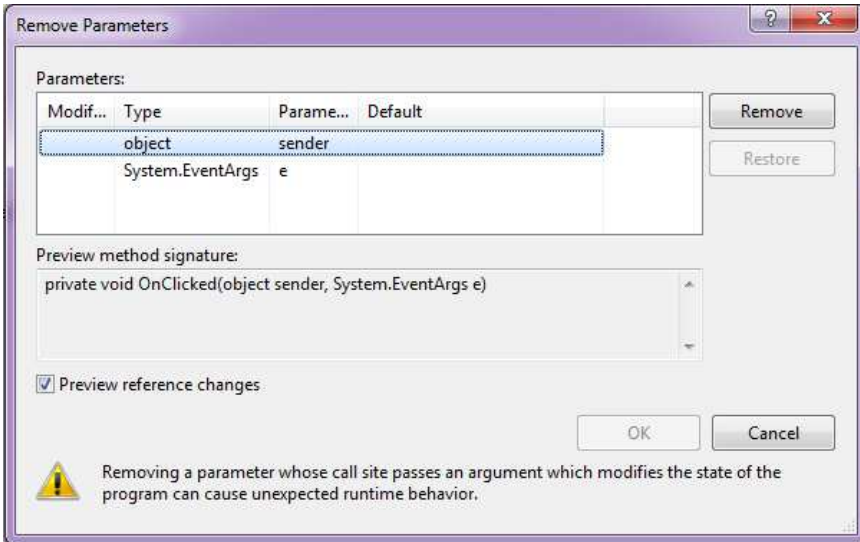 Remove Parameters
?
Parameters:
Modif... Type Parame... Default
Remove
object sender
Restore
System.EventArgs e
Preview method signature:
private void OnClicked(object sender, System.EventArgs e)
Preview reference changes
OK Cancel
Removing a parameter whose call site passes an argument which modifies the state of the
program can cause unexpected runtime behavior.